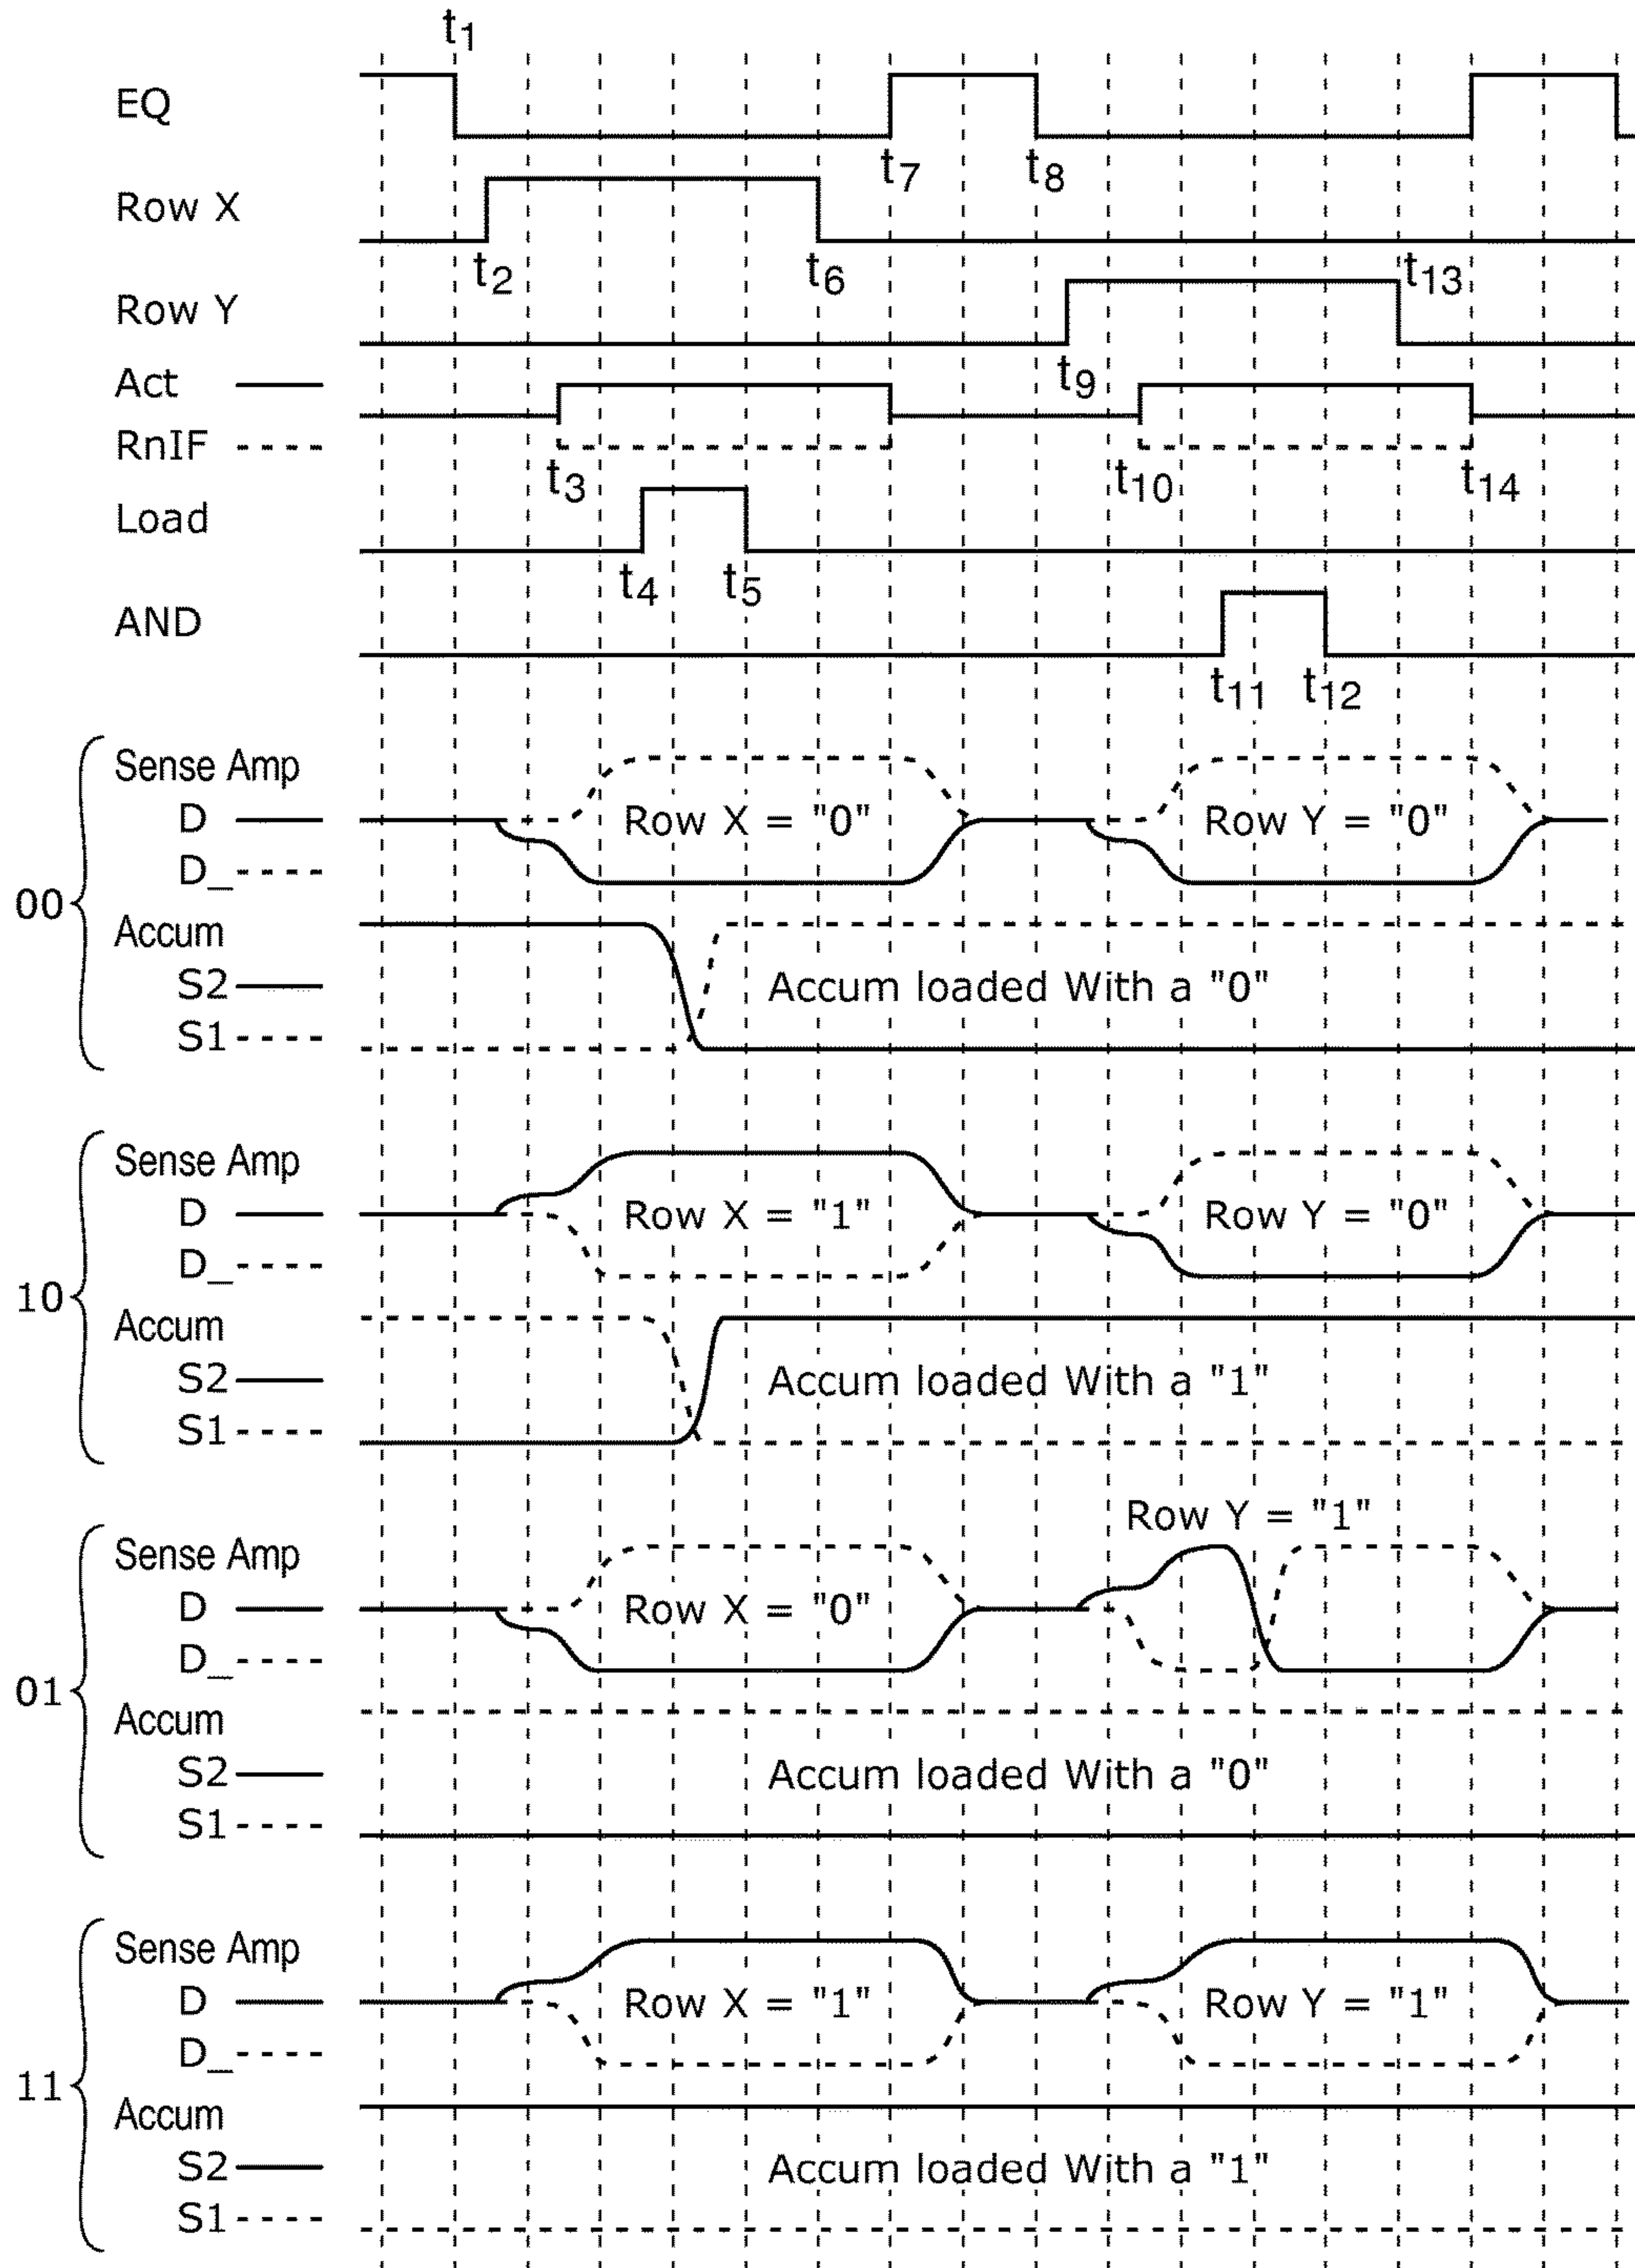 t1
EQ
t7 t8
Row X
t2 t6 t13
Row Y
t9
Act
RnIF
t3 t10 t14
Load
t4 t5
AND
t11 t12
00
Sense Amp
D
D_
Row X = "0" Row Y = "0"
Accum
S2
S1
Accum loaded With a "0"
10
Sense Amp
D
D_
Row X = "1" Row Y = "0"
Accum
S2
S1
Accum loaded With a "1"
01
Row Y = "1"
Sense Amp
D
D_
Row X = "0"
Accum
S2
S1
Accum loaded With a "0"
11
Sense Amp
D
D_
Row X = "1" Row Y = "1"
Accum
S2
S1
Accum loaded With a "1"